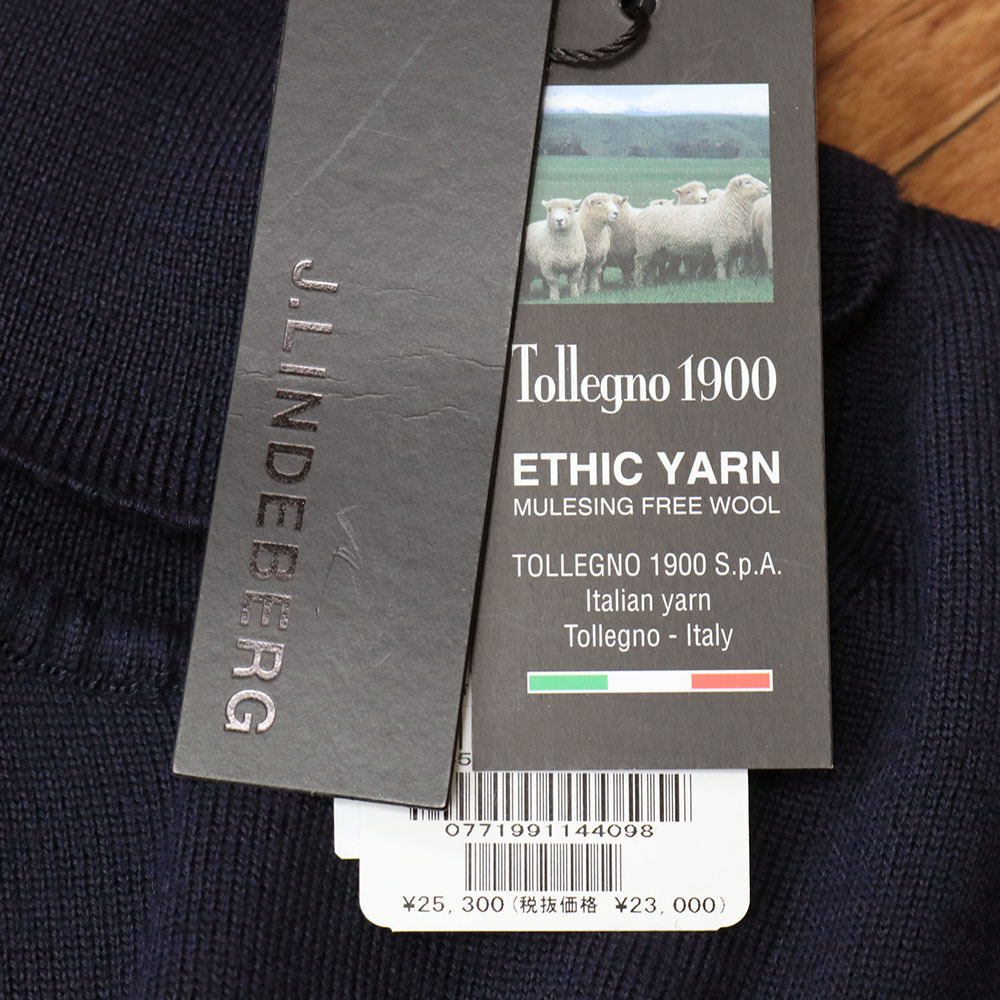 J.LINDEBERG
Tollegno 1900
ETHIC YARN
MULESING FREE WOOL
TOLLEGNO 1900 S.p.A.
Italian yarn
Tollegno - Italy
5
0771991144098
¥25,300(税抜価格 ¥23,000)